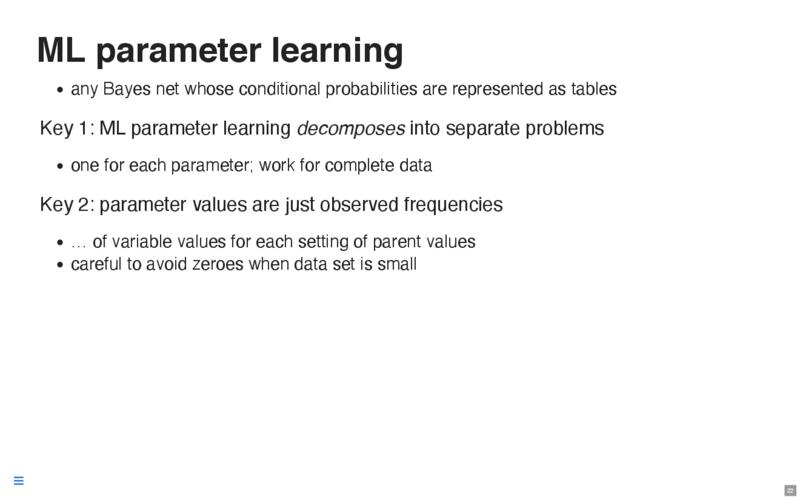 ML parameter learning
• any Bayes net whose conditional probabilities are represented as tables
Key 1: ML parameter learning decomposes into separate problems
• one for each parameter; work for complete data
Key 2: parameter values are just observed frequencies
• … of variable values for each setting of parent values
• careful to avoid zeroes when data set is small
22